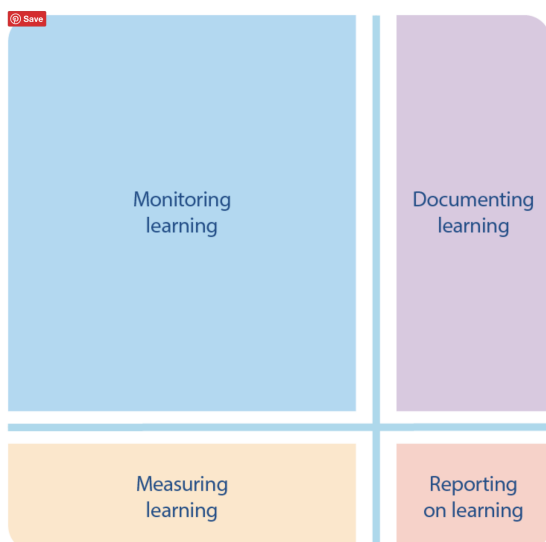 Save
Monitoring
learning
Documenting
learning
Measuring
learning
Reporting
on learning